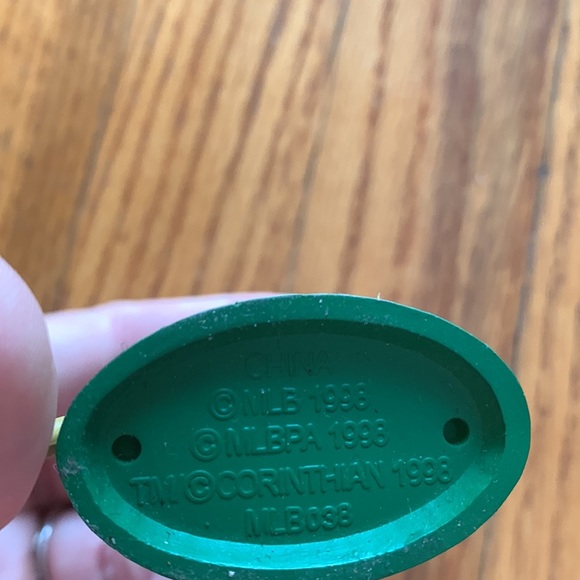 CHINA
©MLB 1998
©MLBPA 1998
TM ©CORINTHIAN 1998
MLB038